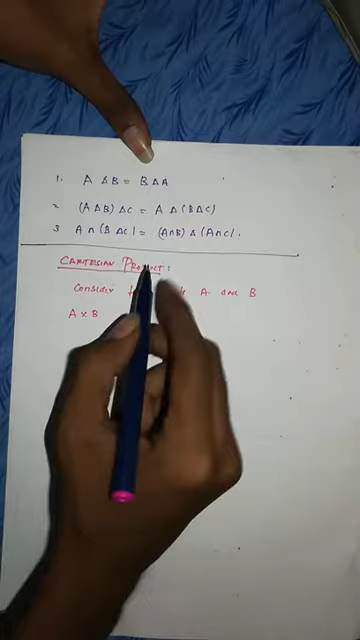 1. A Δ B = B Δ A
2 (A Δ B) Δ C = A Δ (B Δ C)
3 A ∩ (B Δ C) = (A∩B) Δ (A∩C).
CARTESIAN PRODUCT :
Consider A and B
A × B